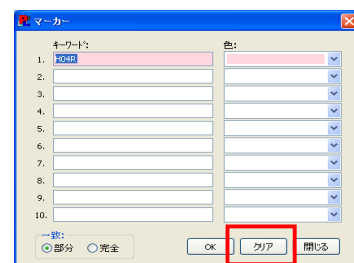 マーカー
キーワード: 色:
1. H04R
2.
3.
4.
5.
6.
7.
8.
9.
10.
一致:
部分 完全 OK クリア 閉じる